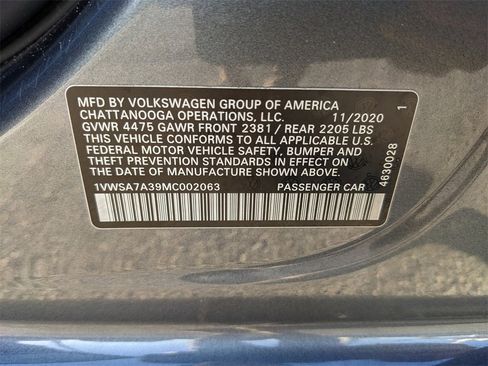 MFD BY VOLKSWAGEN GROUP OF AMERICA
CHATTANOOGA OPERATIONS, LLC. 11/2020 1
GVWR 4475 GAWR FRONT 2381 / REAR 2205 LBS
THIS VEHICLE CONFORMS TO ALL APPLICABLE U.S.
FEDERAL MOTOR VEHICLE SAFETY, BUMPER AND
THEFT PREVENTION STANDARDS IN EFFECT ON
THE DATE OF MANUFACTURE SHOWN ABOVE.
1VWSA7A39MC002063 PASSENGER CAR
4630028